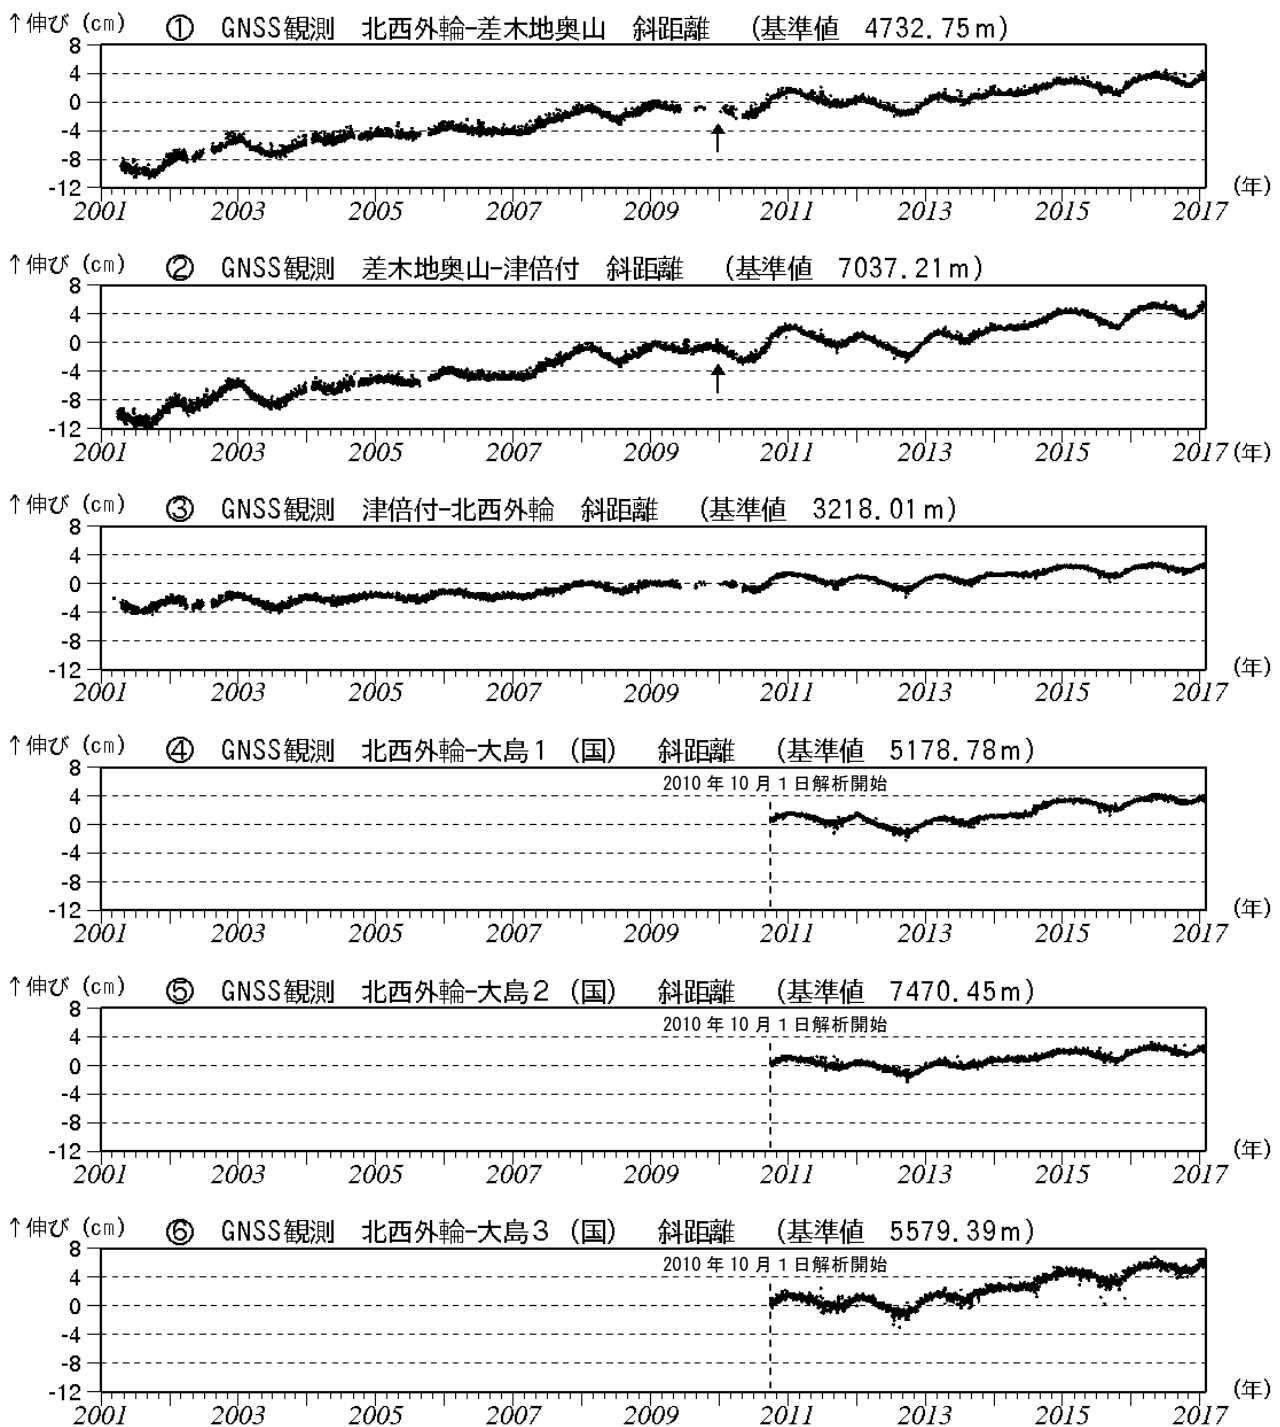 ↑伸び (cm) ① GNSS観測 北西外輪-差木地奥山 斜距離 (基準値 4732.75m)
8
4
0
-4
-8
-12
(年)
2001 2003 2005 2007 2009 2011 2013 2015 2017
↑伸び (cm) ② GNSS観測 差木地奥山-津倍付 斜距離 (基準値 7037.21m)
8
4
0
-4
-8
-12
2001 2003 2005 2007 2009 2011 2013 2015 2017 (年)
↑伸び (cm) ③ GNSS観測 津倍付-北西外輪 斜距離 (基準値 3218.01m)
8
4
0
-4
-8
-12
(年)
2001 2003 2005 2007 2009 2011 2013 2015 2017
↑伸び (cm) ④ GNSS観測 北西外輪-大島1 (国) 斜距離 (基準値 5178.78m)
2010年10月1日解析開始
8
4
0
-4
-8
-12
(年)
2001 2003 2005 2007 2009 2011 2013 2015 2017
↑伸び (cm) ⑤ GNSS観測 北西外輪-大島2 (国) 斜距離 (基準値 7470.45m)
2010年10月1日解析開始
8
4
0
-4
-8
-12
(年)
2001 2003 2005 2007 2009 2011 2013 2015 2017
↑伸び (cm) ⑥ GNSS観測 北西外輪-大島3 (国) 斜距離 (基準値 5579.39m)
2010年10月1日解析開始
8
4
0
-4
-8
-12
(年)
2001 2003 2005 2007 2009 2011 2013 2015 2017